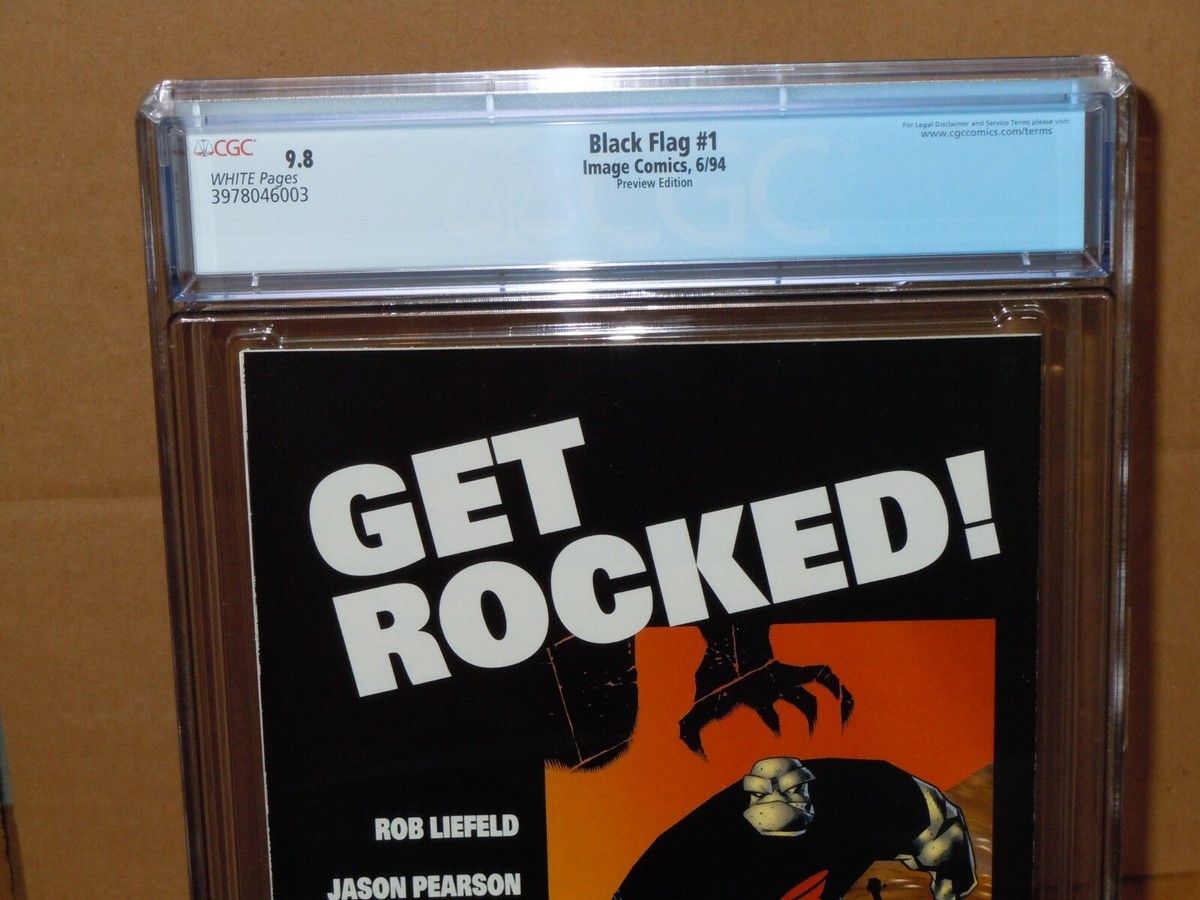 CGC
9.8
WHITE Pages
3978046003
Black Flag #1
Image Comics, 6/94
Preview Edition
For Legal Disclaimer and Service Terms please visit:
www.cgccomics.com/terms
CGC
GET
ROCKED!
ROB LIEFELD
JASON PEARSON